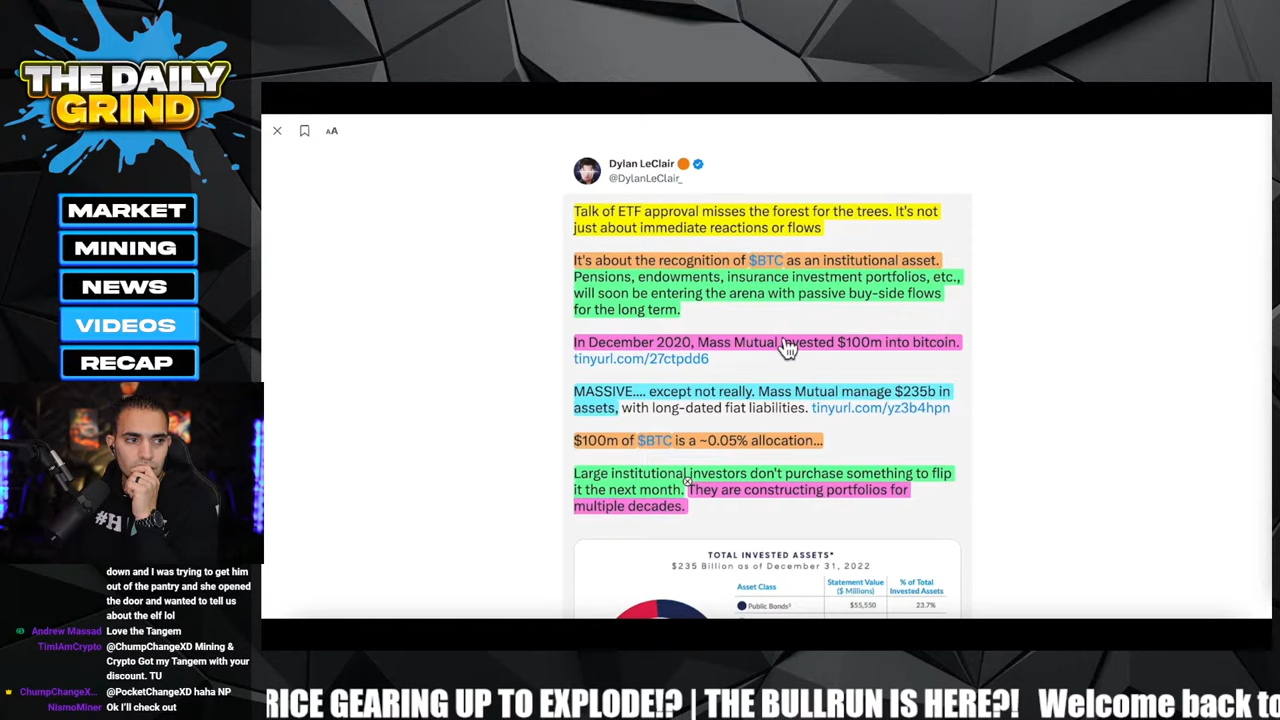 THE DAILY
GRIND
MARKET
MINING
NEWS
VIDEOS
RECAP
#H
down and I was trying to get him
out of the pantry and she opened
the door and wanted to tell us
about the elf lol
Andrew Massad Love the Tangem
TimIAmCrypto @ChumpChangeXD Mining &
Crypto Got my Tangem with your
discount. TU
ChumpChangeX... @PocketChangeXD haha NP
NismoMiner Ok I'll check out
AA
Dylan LeClair
@DylanLeClair_
Talk of ETF approval misses the forest for the trees. It's not
just about immediate reactions or flows
It's about the recognition of $BTC as an institutional asset.
Pensions, endowments, insurance investment portfolios, etc.,
will soon be entering the arena with passive buy-side flows
for the long term.
In December 2020, Mass Mutual invested $100m into bitcoin.
tinyurl.com/27ctpdd6
MASSIVE.... except not really. Mass Mutual manage $235b in
assets, with long-dated fiat liabilities. tinyurl.com/yz3b4hpn
$100m of $BTC is a ~0.05% allocation...
Large institutional investors don't purchase something to flip
it the next month. They are constructing portfolios for
multiple decades.
TOTAL INVESTED ASSETS*
$235 Billion as of December 31, 2022
Asset Class Statement Value ($ Millions) % of Total Invested Assets
Public Bonds¹ $55,550 23.7%
RICE GEARING UP TO EXPLODE!? | THE BULLRUN IS HERE?! Welcome back to